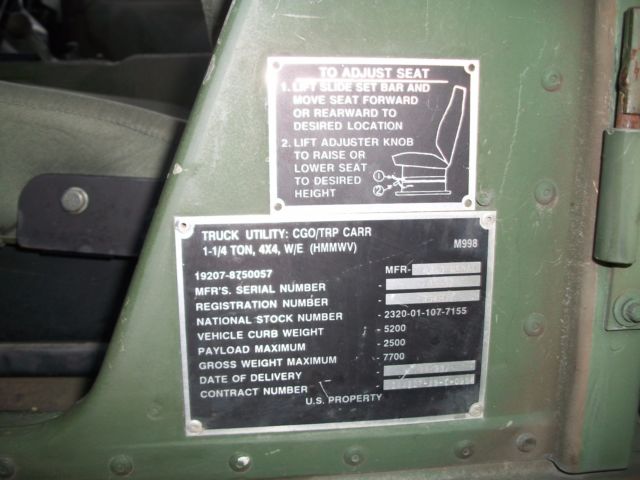 TO ADJUST SEAT
1. LIFT SLIDE SET BAR AND
MOVE SEAT FORWARD
OR REARWARD TO
DESIRED LOCATION
2. LIFT ADJUSTER KNOB
TO RAISE OR
LOWER SEAT
TO DESIRED
HEIGHT
1
2
TRUCK UTILITY: CGO/TRP CARR
1-1/4 TON, 4X4, W/E (HMMWV) M998
19207-8750057 MFR-
MFR'S. SERIAL NUMBER -
REGISTRATION NUMBER -
NATIONAL STOCK NUMBER - 2320-01-107-7155
VEHICLE CURB WEIGHT - 5200
PAYLOAD MAXIMUM - 2500
GROSS WEIGHT MAXIMUM - 7700
DATE OF DELIVERY -
CONTRACT NUMBER -
U.S. PROPERTY